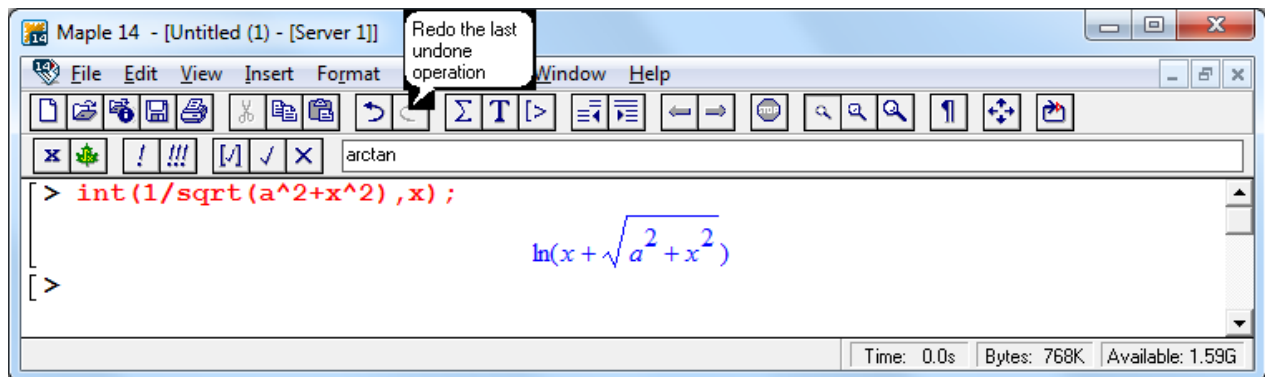 Maple 14 - [Untitled (1) - [Server 1]]
Redo the last
undone
operation
File Edit View Insert Format Window Help
Σ T [>
STOP
¶
x ! !!! [√] √ X arctan
[> int(1/sqrt(a^2+x^2),x);
ln(x + √a² + x²)
[>
Time: 0.0s Bytes: 768K Available: 1.59G